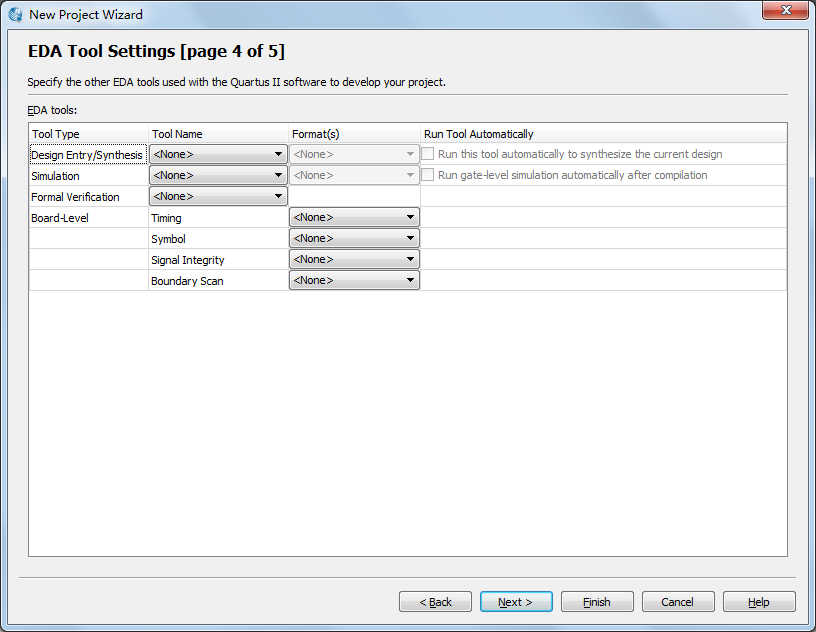 New Project Wizard
EDA Tool Settings [page 4 of 5]
Specify the other EDA tools used with the Quartus II software to develop your project.
EDA tools:
Tool Type Tool Name Format(s) Run Tool Automatically
Design Entry/Synthesis <None> <None> Run this tool automatically to synthesize the current design
Simulation <None> <None> Run gate-level simulation automatically after compilation
Formal Verification <None>
Board-Level Timing <None>
Symbol <None>
Signal Integrity <None>
Boundary Scan <None>
< Back Next > Finish Cancel Help